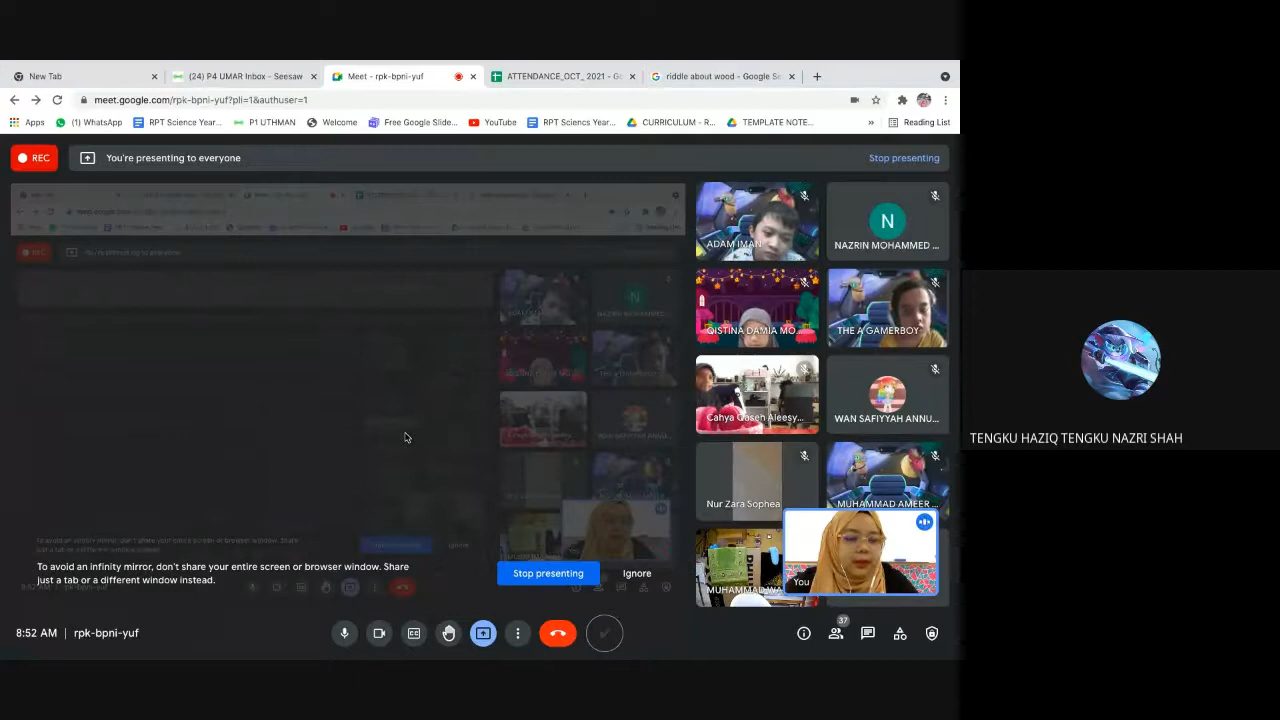 New Tab
(24) P4 UMAR Inbox - Seesaw
Meet - rpk-bpni-yuf
ATTENDANCE_OCT_ 2021 - G
riddle about wood - Google Se
meet.google.com/rpk-bpni-yuf?pli=1&authuser=1
Apps
(1) WhatsApp
RPT Science Year...
P1 UTHMAN
Welcome
Free Google Slide...
YouTube
RPT Sciencs Year...
CURRICULUM - R...
TEMPLATE NOTE...
»
Reading List
REC
You're presenting to everyone
Stop presenting
ADAM IMAN
N
NAZRIN MOHAMMED ...
QISTINA DAMIA MO...
THE A GAMERBOY
Cahya Qaseh Aleesy...
WAN SAFIYYAH ANNU...
Nur Zara Sophea
MUHAMMAD AMEER ...
MUHAMMAD WA
You
TENGKU HAZIQ TENGKU NAZRI SHAH
To avoid an infinity mirror, don't share your entire screen or browser window. Share
just a tab or a different window instead.
Stop presenting
Ignore
8:52 AM | rpk-bpni-yuf
37